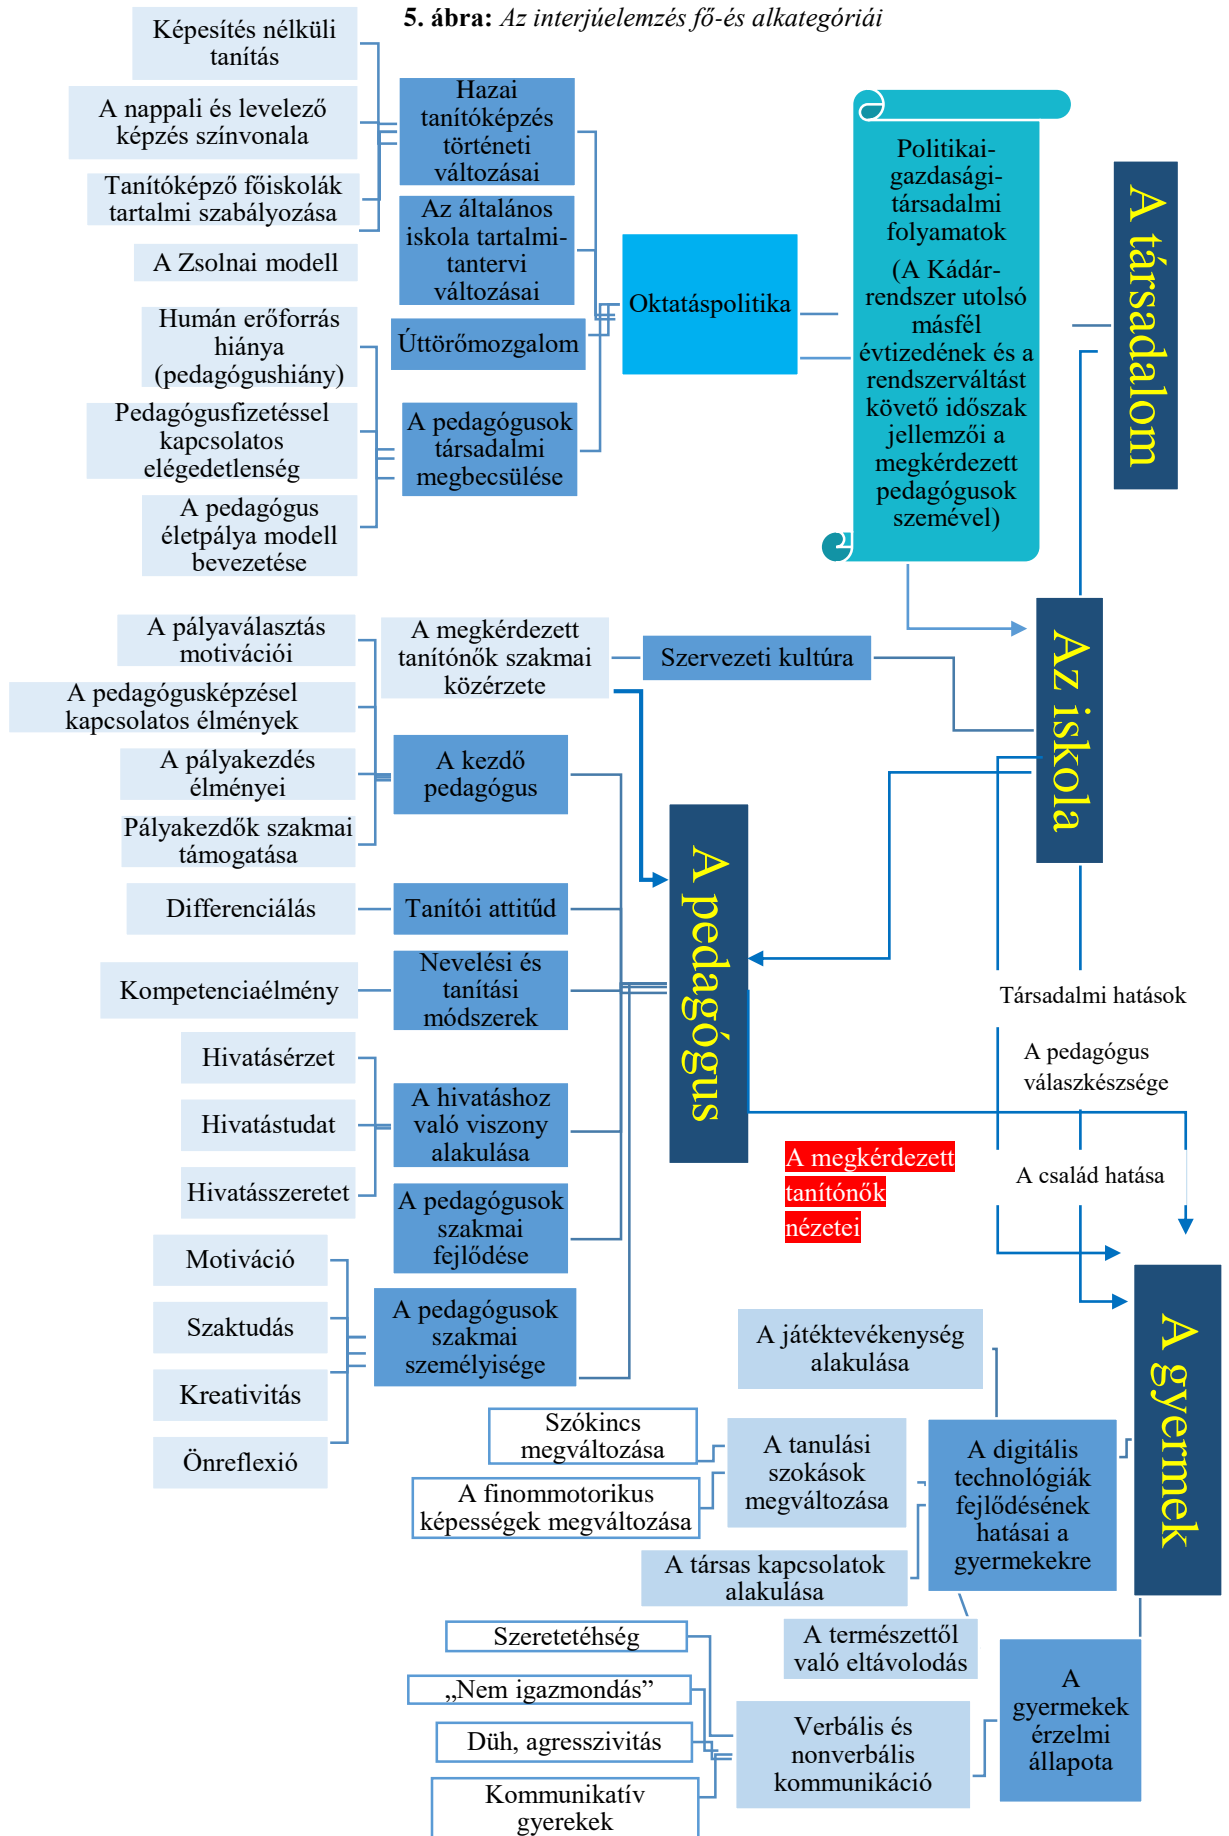 5. ábra: Az interjúelemzés fő-és alkategóriái
Képesítés nélküli
tanítás
A nappali és levelező
képzés színvonala
Tanítóképző főiskolák
tartalmi szabályozása
A Zsolnai modell
Humán erőforrás
hiánya
(pedagógushiány)
Pedagógusfizetéssel
kapcsolatos
elégedetlenség
A pedagógus
életpálya modell
bevezetése
Hazai
tanítóképzés
történeti
változásai
Az általános
iskola tartalmi-
tantervi
változásai
Úttörőmozgalom
A pedagógusok
társadalmi
megbecsülése
Oktatáspolitika
Politikai-
gazdasági-
társadalmi
folyamatok
(A Kádár-
rendszer utolsó
másfél
évtizedének és a
rendszerváltást
követő időszak
jellemzői a
megkérdezett
pedagógusok
szemével)
A társadalom
A pályaválasztás
motivációi
A pedagógusképzésel
kapcsolatos élmények
A pályakezdés
élményei
Pályakezdők szakmai
támogatása
Differenciálás
Kompetenciaélmény
Hivatásérzet
Hivatástudat
Hivatásszeretet
Motiváció
Szaktudás
Kreativitás
Önreflexió
A megkérdezett
tanítónők szakmai
közérzete
Szervezeti kultúra
A kezdő
pedagógus
Tanítói attitűd
Nevelési és
tanítási
módszerek
A hivatáshoz
való viszony
alakulása
A pedagógusok
szakmai
fejlődése
A pedagógusok
szakmai
személyisége
A pedagógus
Az iskola
Társadalmi hatások
A pedagógus
válaszkészsége
A család hatása
A megkérdezett
tanítónők
nézetei
A gyermek
A játéktevékenység
alakulása
Szókincs
megváltozása
A finommotorikus
képességek megváltozása
A tanulási
szokások
megváltozása
A digitális
technológiák
fejlődésének
hatásai a
gyermekekre
A társas kapcsolatok
alakulása
A természettől
való eltávolodás
Szeretetéhség
„Nem igazmondás”
Düh, agresszivitás
Kommunikatív
gyerekek
Verbális és
nonverbális
kommunikáció
A
gyermekek
érzelmi
állapota